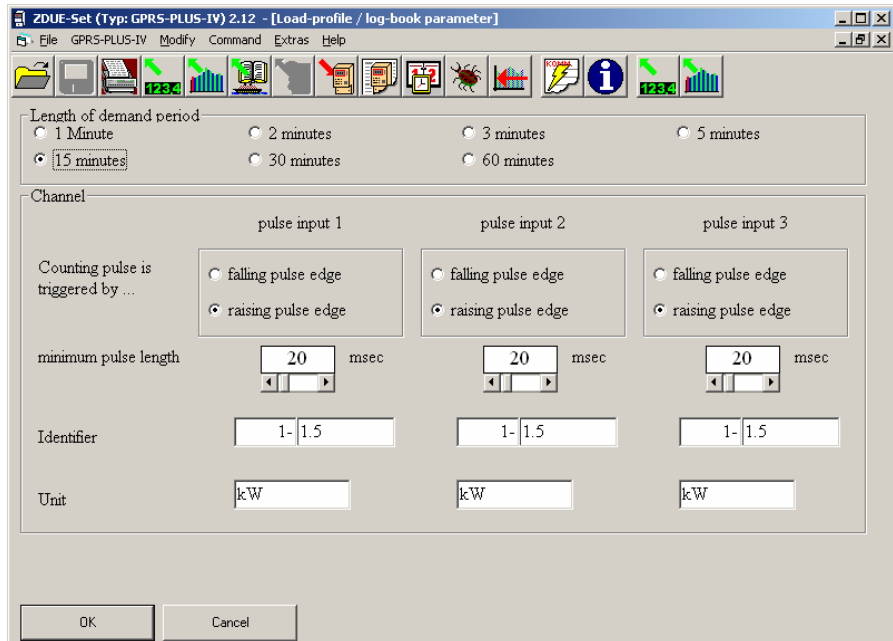 ZDUE-Set (Typ: GPRS-PLUS-IV) 2.12 - [Load-profile / log-book parameter]
File GPRS-PLUS-IV Modify Command Extras Help
1234 KOMM. i 1234
Length of demand period
1 Minute 2 minutes 3 minutes 5 minutes
15 minutes 30 minutes 60 minutes
Channel
pulse input 1 pulse input 2 pulse input 3
Counting pulse is
triggered by ...
falling pulse edge falling pulse edge falling pulse edge
raising pulse edge raising pulse edge raising pulse edge
minimum pulse length 20 msec 20 msec 20 msec
Identifier 1- 1.5 1- 1.5 1- 1.5
Unit kW kW kW
OK Cancel